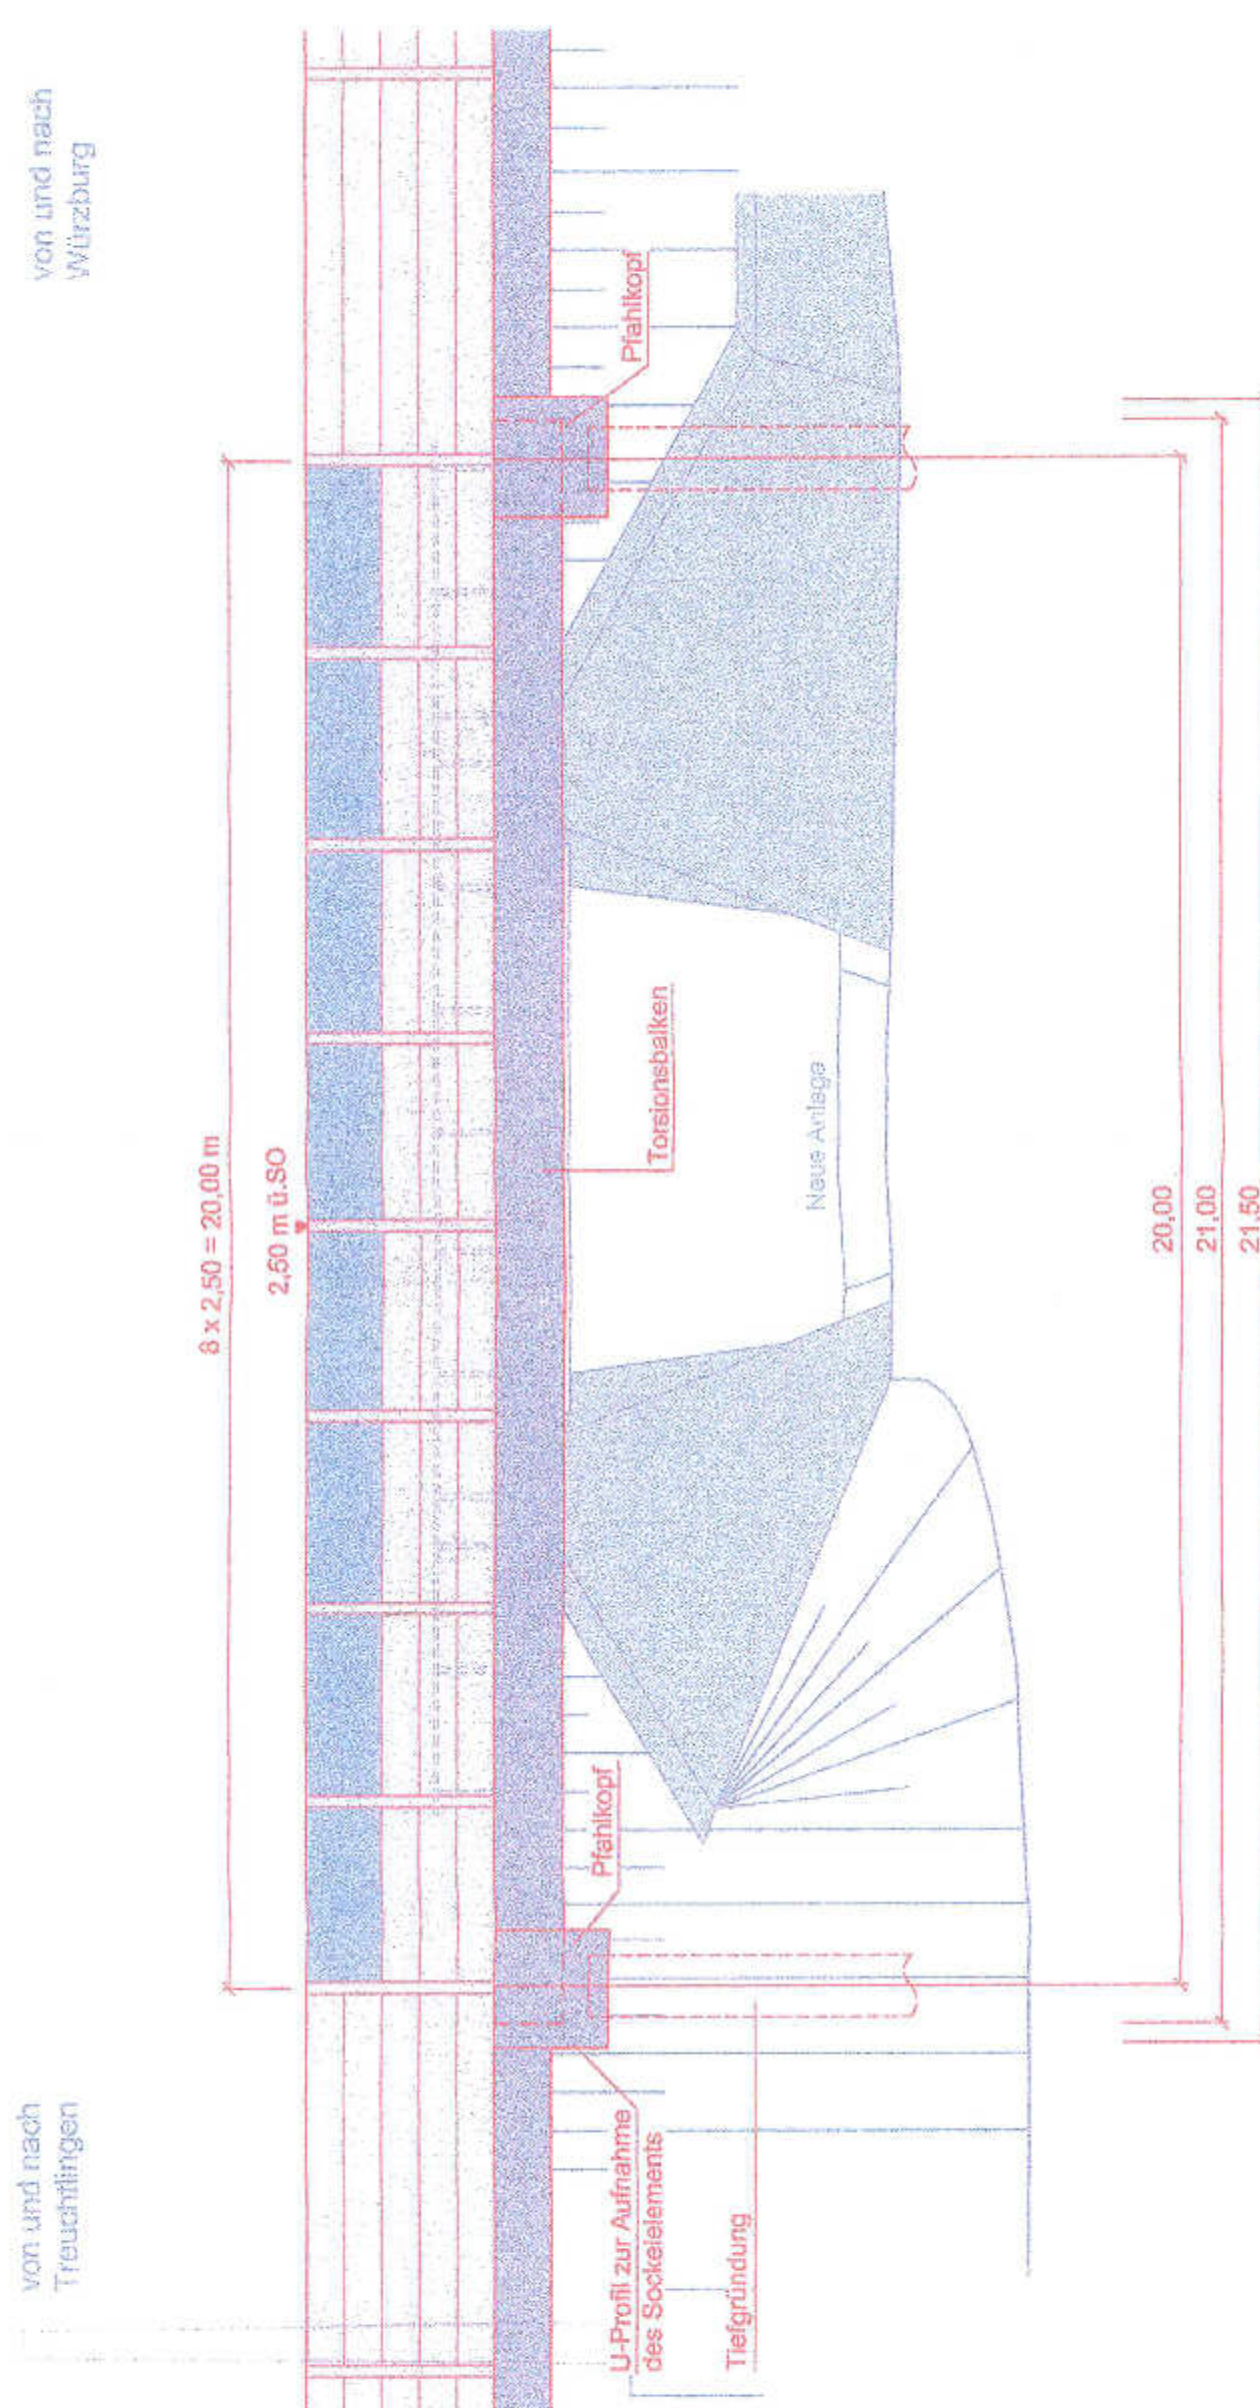 von und nach
Treuchtlingen
von und nach
Würzburg
8 x 2,50 = 20,00 m
2,60 m ü.SO
Pfahlkopf
Pfahlkopf
Torsionsbalken
U-Profil zur Aufnahme
des Sockelelements
Tiefgründung
Neue Anlage
20,00
21,00
21,50